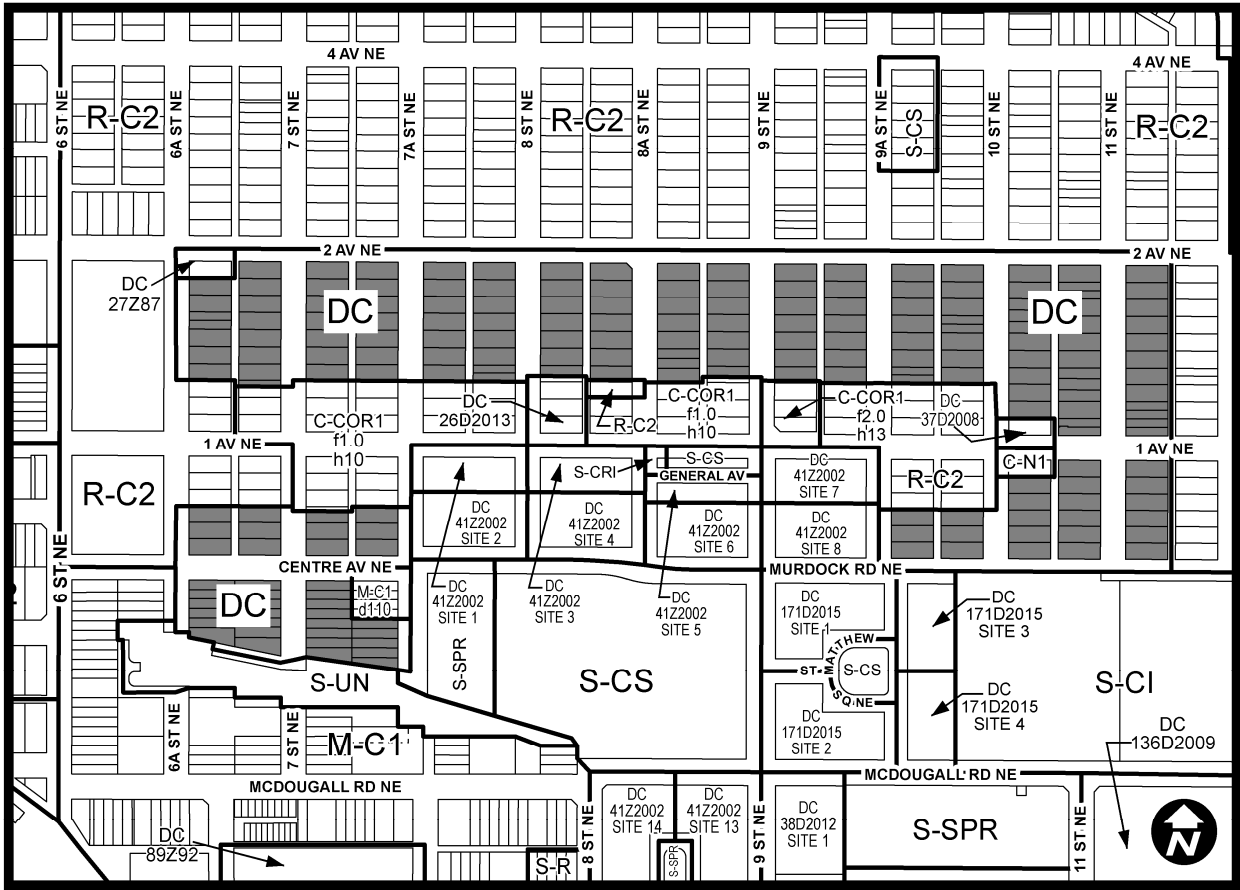 4 AV NE
4 AV NE
R-C2
R-C2
R-C2
S-CS
6 ST NE
6A ST NE
7 ST NE
7A ST NE
8 ST NE
8A ST NE
9 ST NE
9A ST NE
10 ST NE
11 ST NE
2 AV NE
2 AV NE
DC
27Z87
DC
DC
C-COR1
f1.0
h10
DC
26D2013
R-C2
C-COR1
f1.0
h10
C-COR1
f2.0
h13
DC
37D2008
1 AV NE
1 AV NE
C-N1
R-C2
R-C2
S-CRI
S-CS
GENERAL AV
DC
41Z2002
SITE 7
DC
41Z2002
SITE 2
DC
41Z2002
SITE 4
DC
41Z2002
SITE 6
DC
41Z2002
SITE 8
6 ST NE
CENTRE AV NE
MURDOCK RD NE
2
DC
M-C1
d110
DC
41Z2002
SITE 1
DC
41Z2002
SITE 3
DC
41Z2002
SITE 5
DC
171D2015
SITE 1
DC
171D2015
SITE 3
MATTHEW
ST
SQ NE
S-CS
S-SPR
S-UN
S-CS
S-CI
DC
171D2015
SITE 2
DC
171D2015
SITE 4
DC
136D2009
6A ST NE
7 ST NE
M-C1
MCDOUGALL RD NE
MCDOUGALL RD NE
DC
89Z92
S-R
8 ST NE
DC
41Z2002
SITE 14
DC
41Z2002
SITE 13
S-SPR
9 ST NE
DC
38D2012
SITE 1
S-SPR
11 ST NE
N